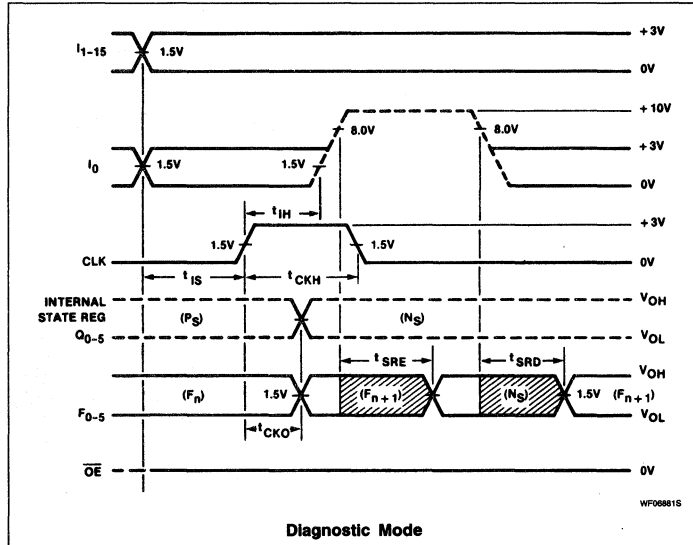 I1-15 1.5V +3V
0V
+10V
8.0V 8.0V
+3V
I0 1.5V 1.5V
0V
tIH +3V
1.5V 1.5V
CLK 0V
tIS tCKH
INTERNAL STATE REG VOH
(PS) (NS)
Q0-5 VOL
tSRE tSRD
VOH
(Fn) 1.5V (Fn+1) (NS) 1.5V (Fn+1)
F0-5 VOL
tCKO
OE 0V
WF06881S
Diagnostic Mode